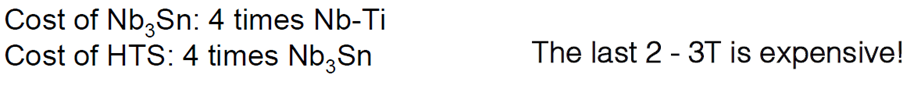 Cost of Nb₃Sn: 4 times Nb-Ti
Cost of HTS: 4 times Nb₃Sn
The last 2 - 3T is expensive!